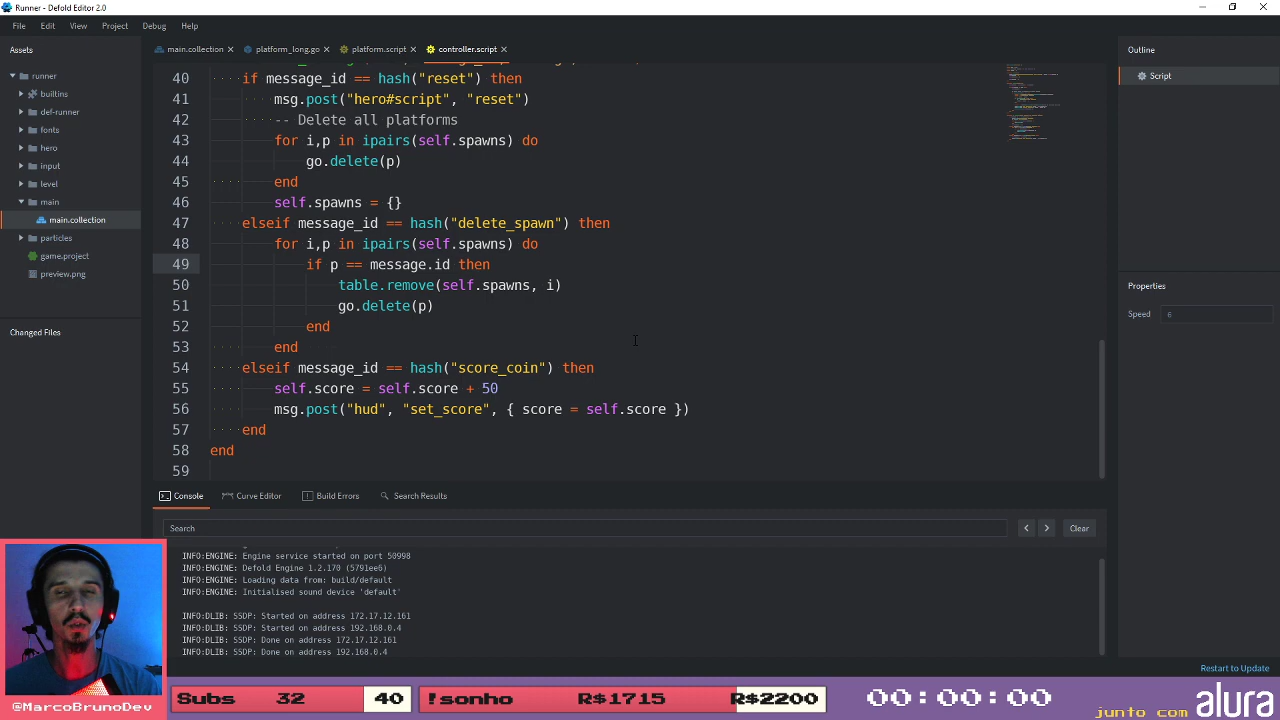 Runner - Defold Editor 2.0
File Edit View Project Debug Help
Assets
main.collection platform_long.go platform.script controller.script
Outline
runner
builtins
def-runner
fonts
hero
input
level
main
main.collection
particles
game.project
preview.png
Changed Files
40 if message_id == hash("reset") then
41 msg.post("hero#script", "reset")
42 -- Delete all platforms
43 for i,p in ipairs(self.spawns) do
44 go.delete(p)
45 end
46 self.spawns = {}
47 elseif message_id == hash("delete_spawn") then
48 for i,p in ipairs(self.spawns) do
49 if p == message.id then
50 table.remove(self.spawns, i)
51 go.delete(p)
52 end
53 end
54 elseif message_id == hash("score_coin") then
55 self.score = self.score + 50
56 msg.post("hud", "set_score", { score = self.score })
57 end
58 end
59
Script
Properties
Speed 6
Console Curve Editor Build Errors Search Results
Search Clear
INFO:ENGINE: Engine service started on port 50998
INFO:ENGINE: Defold Engine 1.2.170 (5791ee6)
INFO:ENGINE: Loading data from: build/default
INFO:ENGINE: Initialised sound device 'default'
INFO:DLIB: SSDP: Started on address 172.17.12.161
INFO:DLIB: SSDP: Started on address 192.168.0.4
INFO:DLIB: SSDP: Done on address 172.17.12.161
INFO:DLIB: SSDP: Done on address 192.168.0.4
Restart to Update
@MarcoBrunoDev
Subs 32 40 !sonho R$1715 R$2200 00:00:00
junto com alura